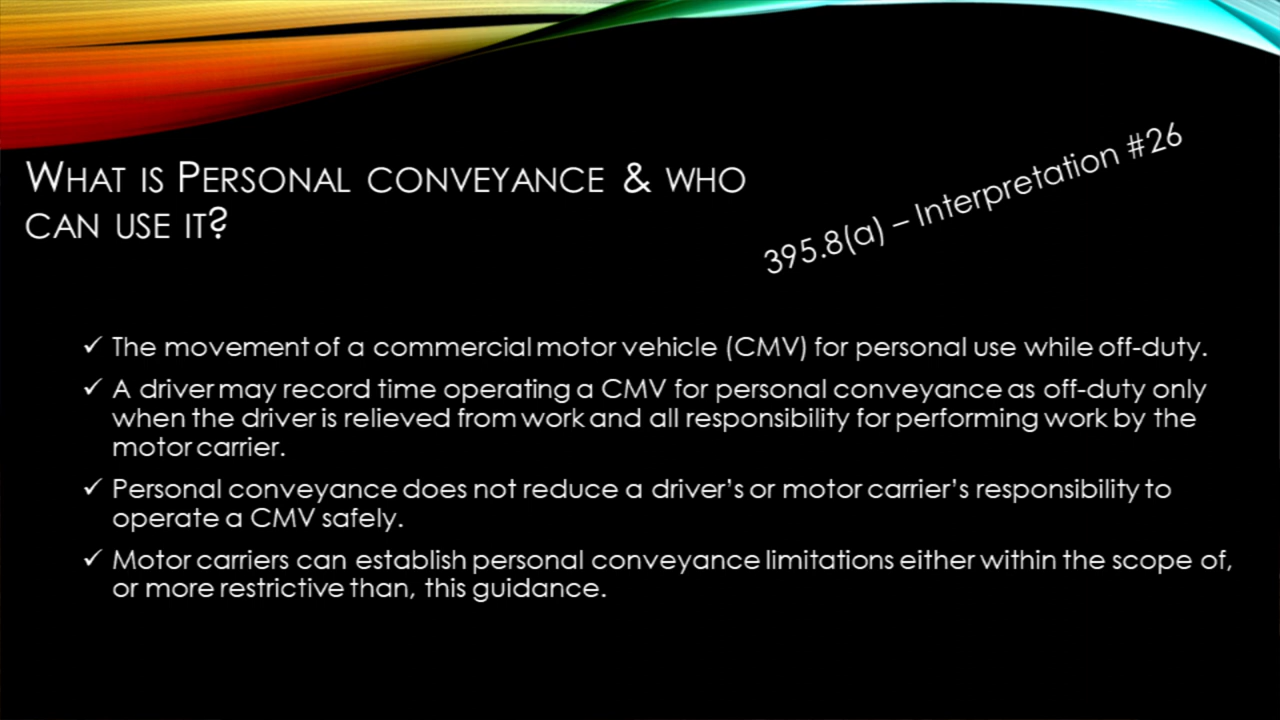 What is Personal conveyance & who
can use it?
395.8(a) – Interpretation #26
✓ The movement of a commercial motor vehicle (CMV) for personal use while off-duty.
✓ A driver may record time operating a CMV for personal conveyance as off-duty only
when the driver is relieved from work and all responsibility for performing work by the
motor carrier.
✓ Personal conveyance does not reduce a driver’s or motor carrier’s responsibility to
operate a CMV safely.
✓ Motor carriers can establish personal conveyance limitations either within the scope of,
or more restrictive than, this guidance.